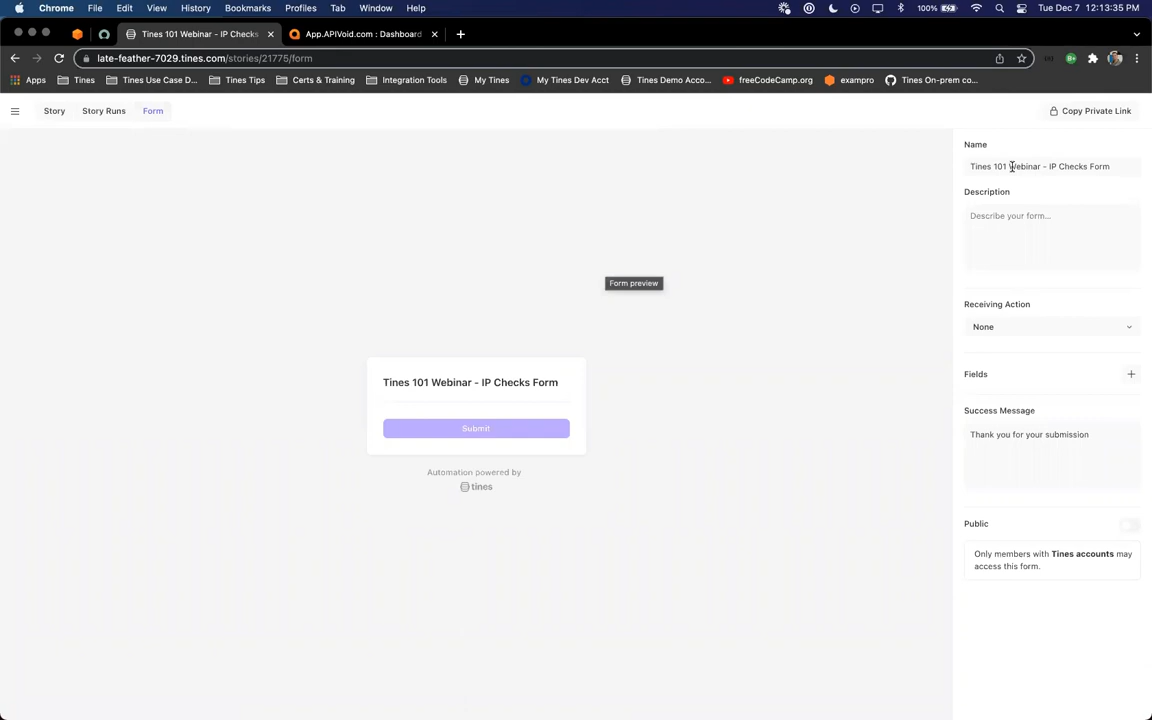 Chrome File Edit View History Bookmarks Profiles Tab Window Help 100% Tue Dec 7 12:13:35 PM
Tines 101 Webinar - IP Checks App.APIVoid.com : Dashboard
late-feather-7029.tines.com/stories/21775/form
Apps Tines Tines Use Case D... Tines Tips Certs & Training Integration Tools My Tines My Tines Dev Acct Tines Demo Acco... freeCodeCamp.org exampro Tines On-prem co...
Story Story Runs Form Copy Private Link
Name
Tines 101 Webinar - IP Checks Form
Description
Describe your form...
Form preview
Receiving Action
None
Tines 101 Webinar - IP Checks Form
Fields
Success Message
Submit
Thank you for your submission
Automation powered by
tines
Public
Only members with Tines accounts may
access this form.